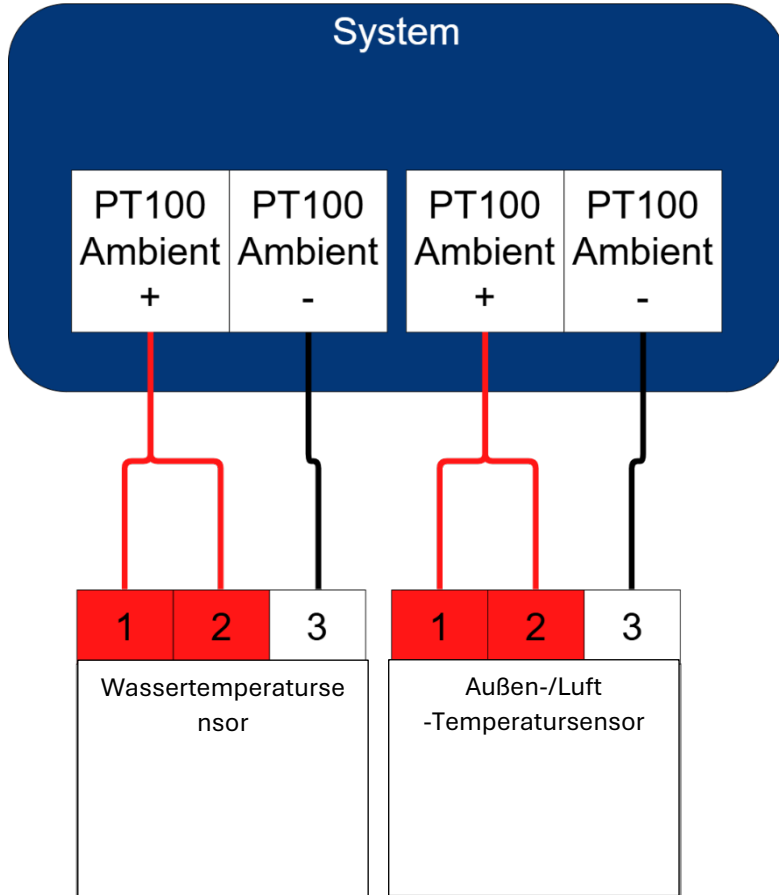 System
PT100
Ambient
+
PT100
Ambient
-
PT100
Ambient
+
PT100
Ambient
-
1
2
3
1
2
3
Wassertemperaturse
nsor
Außen-/Luft
-Temperatursensor